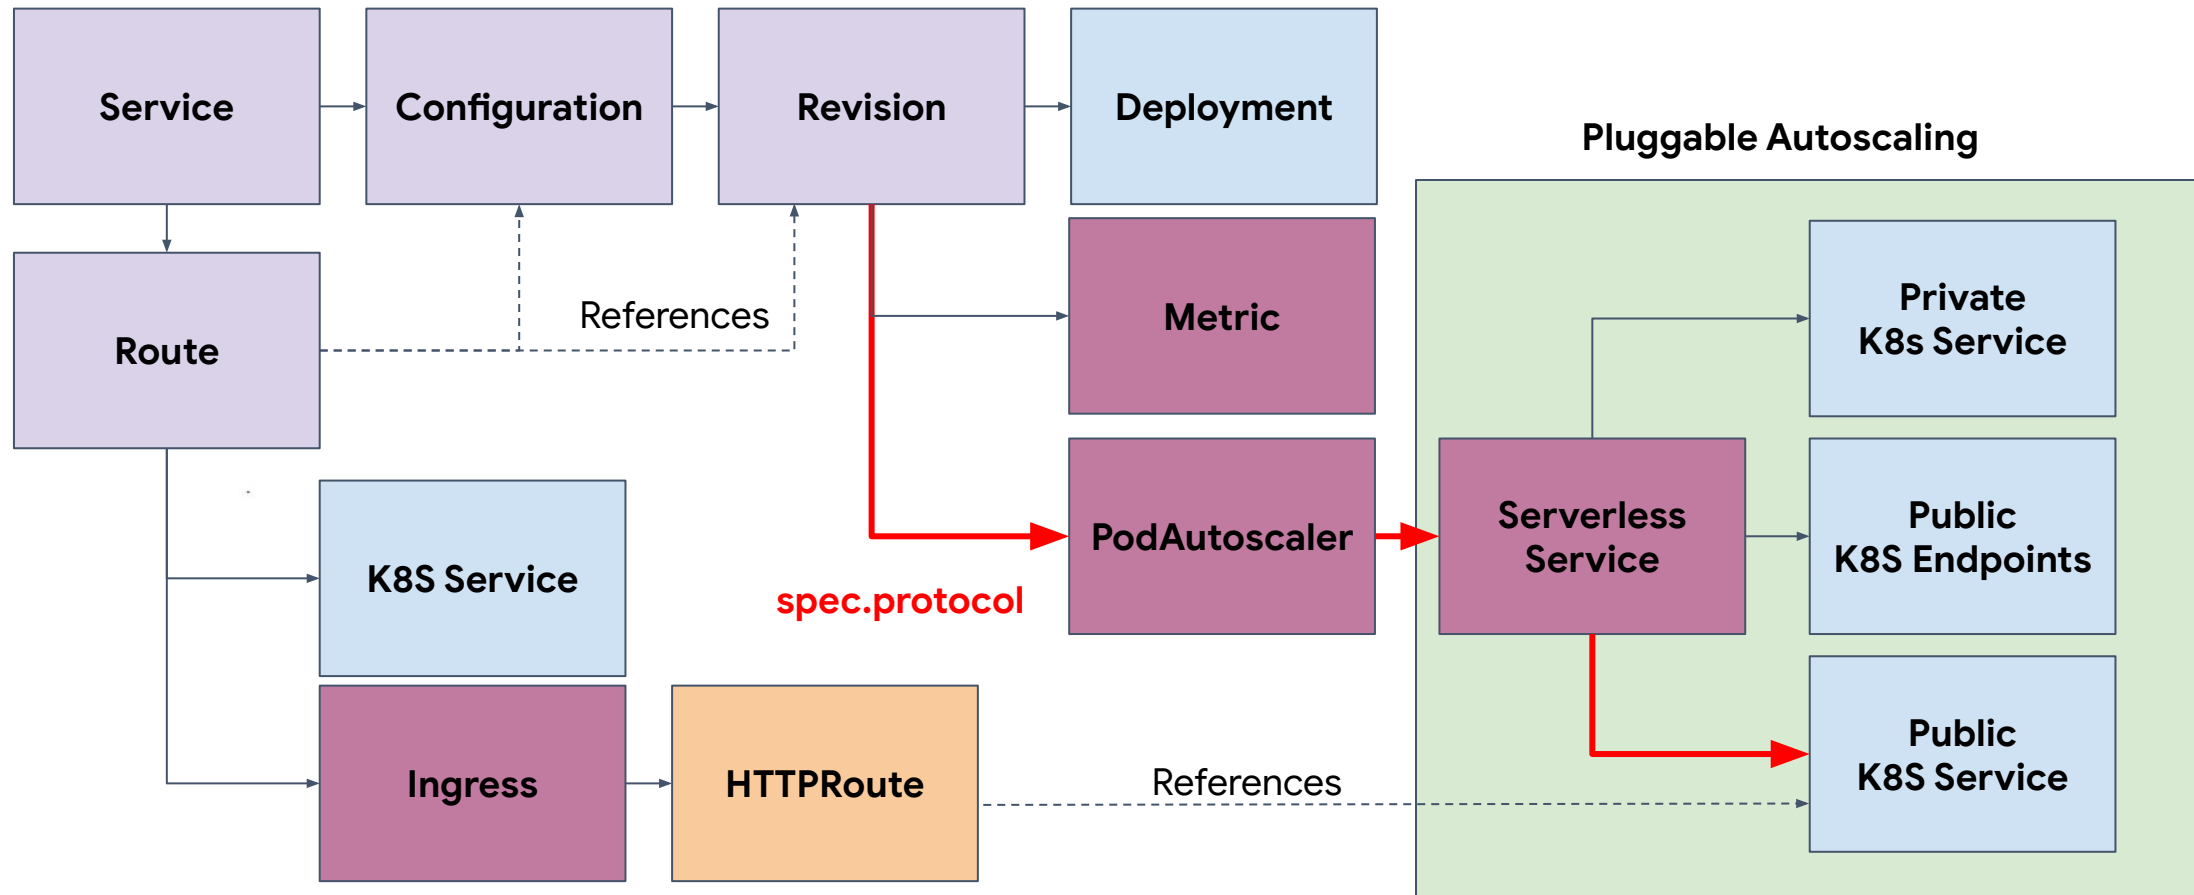 Service
Configuration
Revision
Deployment
Pluggable Autoscaling
Route
References
Metric
Private
K8s Service
K8S Service
spec.protocol
PodAutoscaler
Serverless
Service
Public
K8S Endpoints
Ingress
HTTPRoute
References
Public
K8S Service